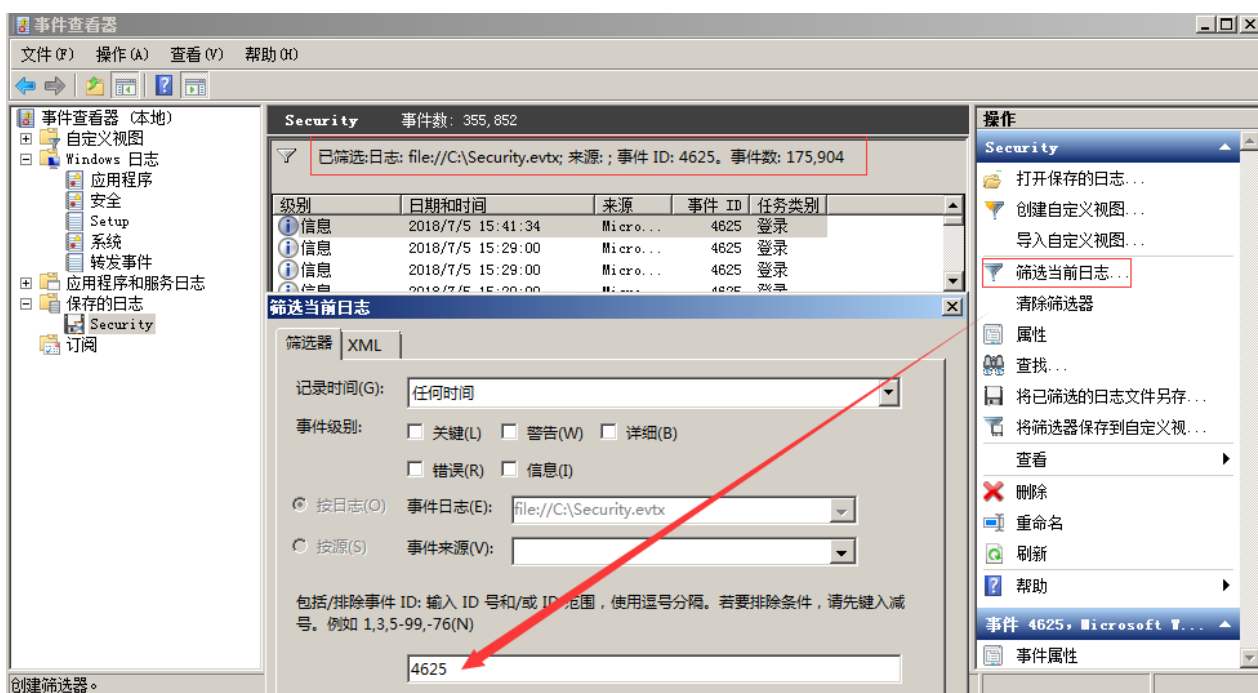 事件查看器
文件(F) 操作(A) 查看(V) 帮助(H)
事件查看器 (本地)
自定义视图
Windows 日志
应用程序
安全
Setup
系统
转发事件
应用程序和服务日志
保存的日志
Security
订阅
Security 事件数: 355,852
已筛选:日志: file://C:\Security.evtx; 来源: ; 事件 ID: 4625。事件数: 175,904
级别 日期和时间 来源 事件 ID 任务类别
信息 2018/7/5 15:41:34 Micro... 4625 登录
信息 2018/7/5 15:29:00 Micro... 4625 登录
信息 2018/7/5 15:29:00 Micro... 4625 登录
信息 2018/7/5 15:29:00 Micro... 4625 登录
筛选当前日志
筛选器 XML
记录时间(G): 任何时间
事件级别: 关键(L) 警告(W) 详细(B)
错误(R) 信息(I)
按日志(O) 事件日志(E): file://C:\Security.evtx
按源(S) 事件来源(V):
包括/排除事件 ID: 输入 ID 号和/或 ID 范围，使用逗号分隔。若要排除条件，请先键入减
号。例如 1,3,5-99,-76(N)
4625
操作
Security
打开保存的日志...
创建自定义视图...
导入自定义视图...
筛选当前日志...
清除筛选器
属性
查找...
将已筛选的日志文件另存...
将筛选器保存到自定义视...
查看
删除
重命名
刷新
帮助
事件 4625，Microsoft W...
事件属性
创建筛选器。